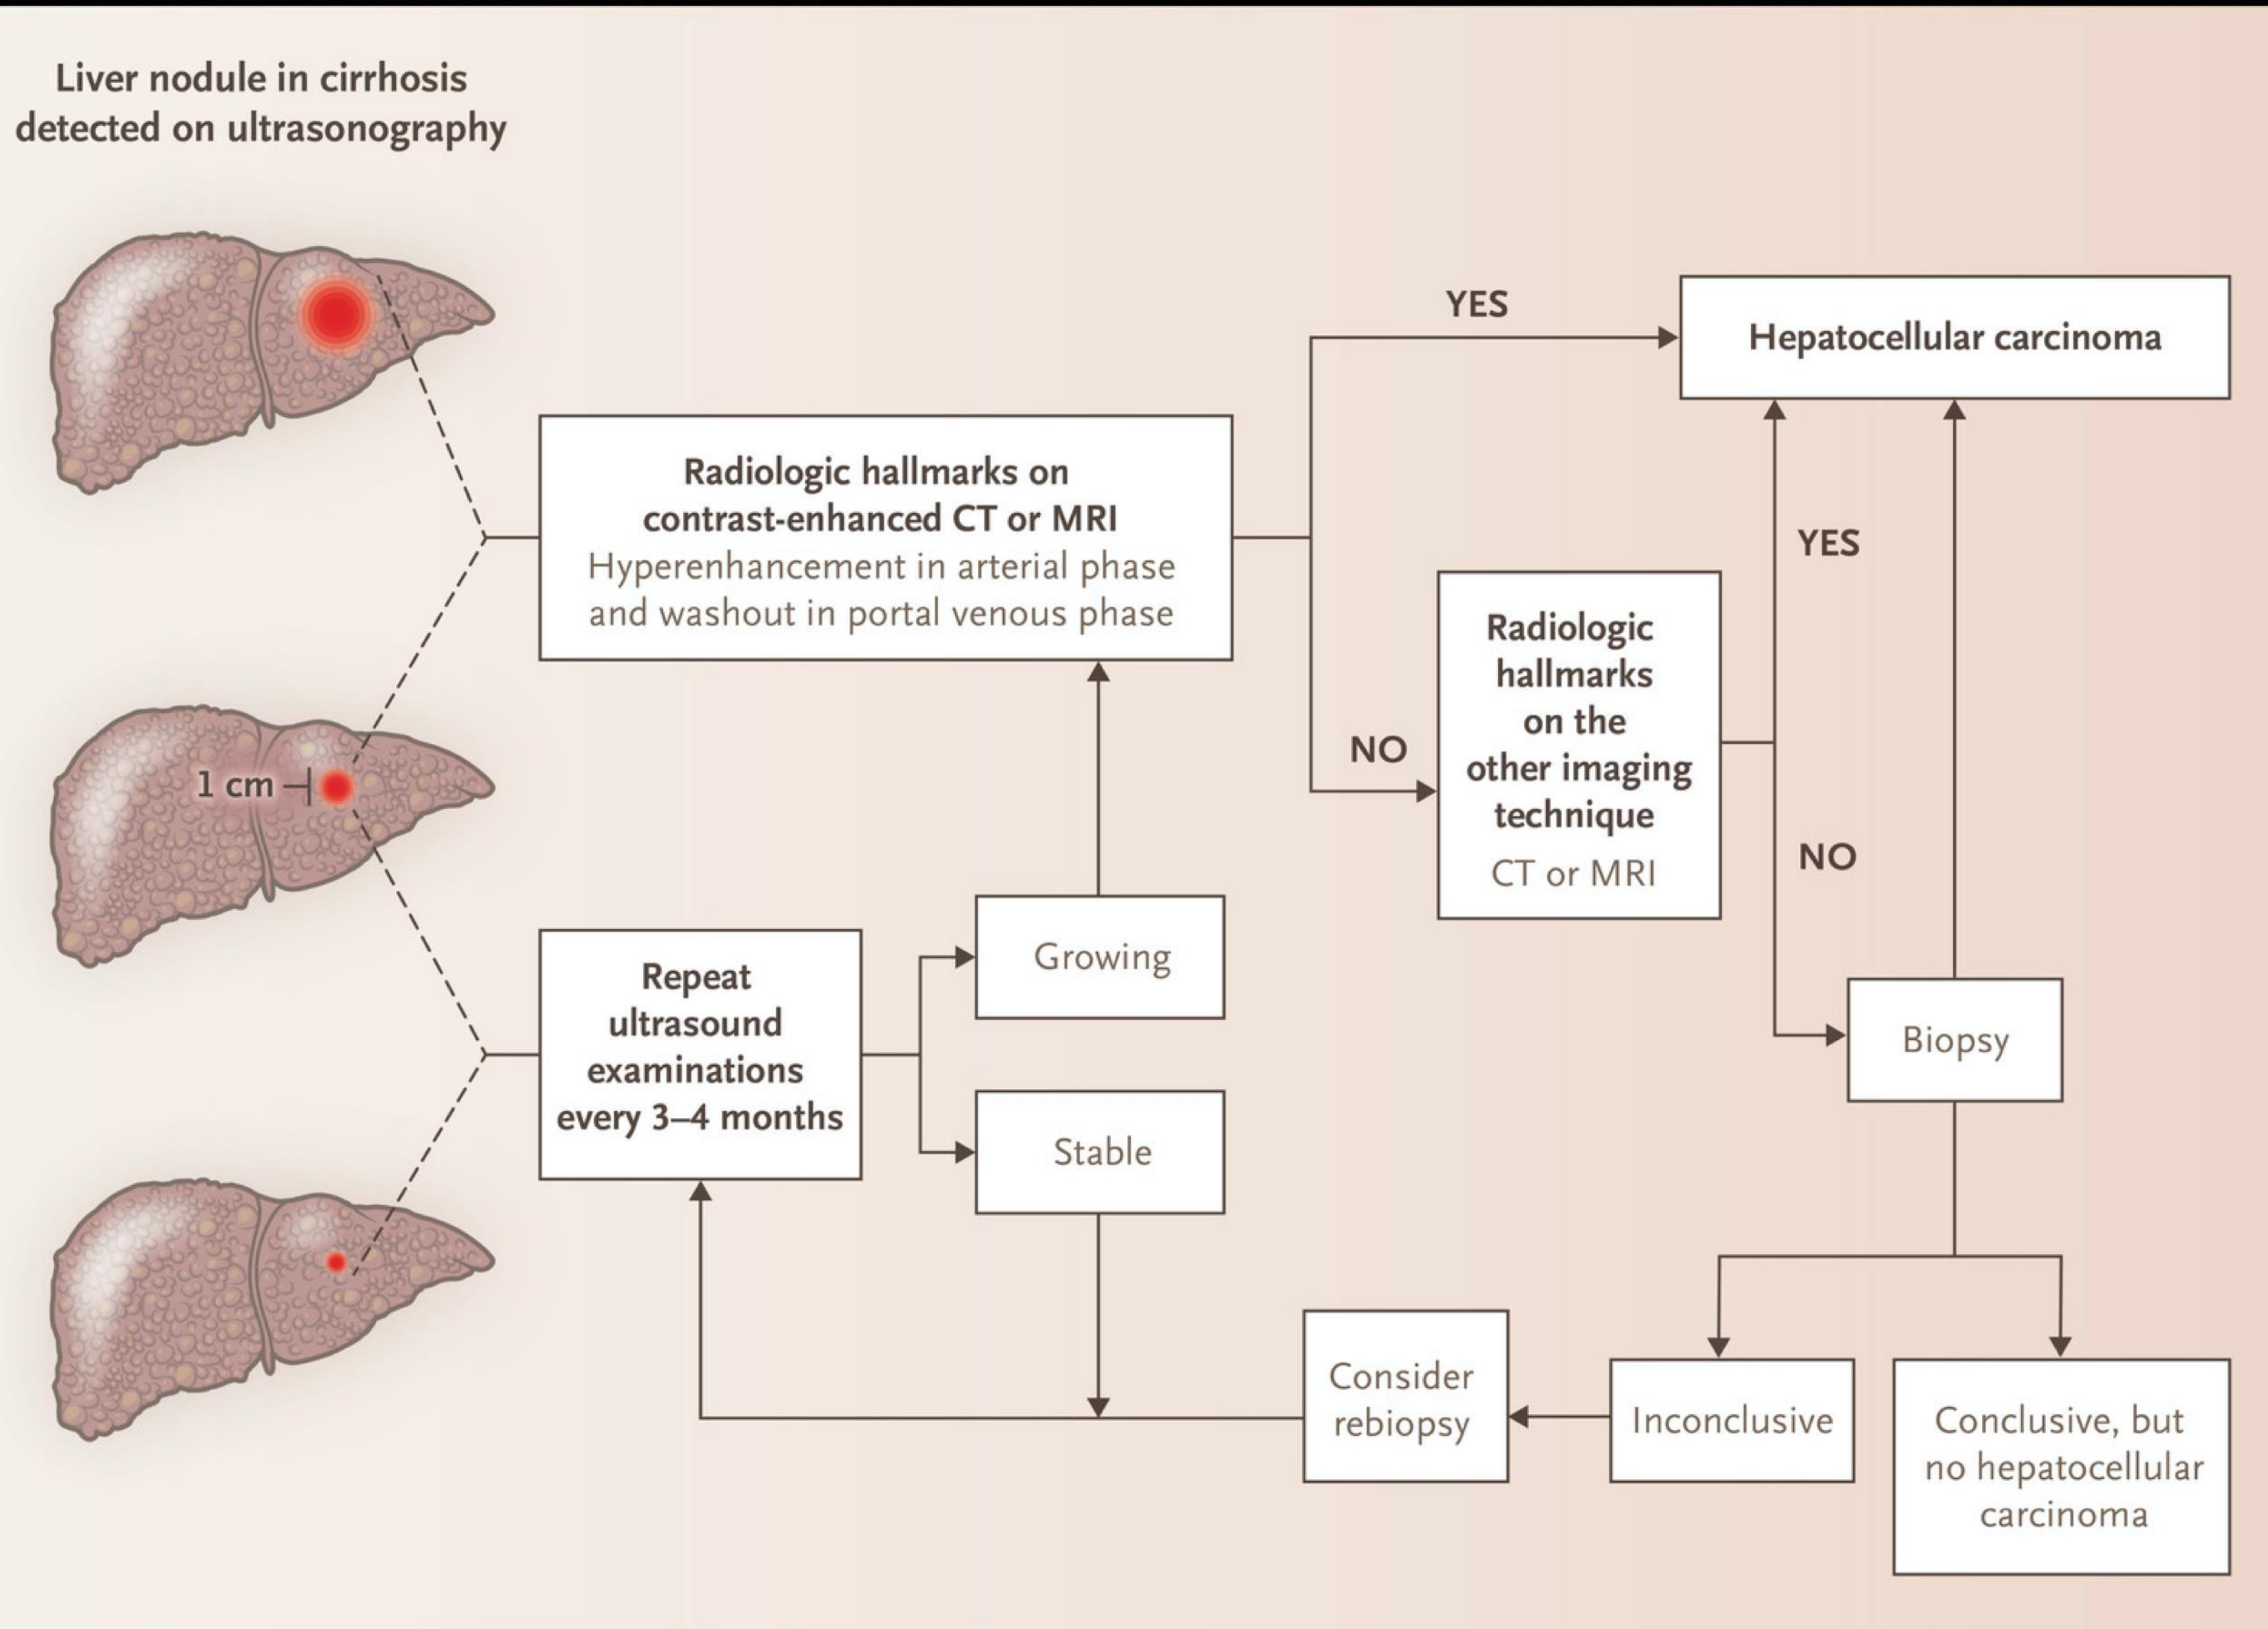 Liver nodule in cirrhosis
detected on ultrasonography
YES
Hepatocellular carcinoma
Radiologic hallmarks on
contrast-enhanced CT or MRI
Hyperenhancement in arterial phase
and washout in portal venous phase
YES
Radiologic
hallmarks
on the
other imaging
technique
CT or MRI
NO
1 cm
NO
Growing
Repeat
ultrasound
examinations
every 3–4 months
Biopsy
Stable
Consider
rebiopsy
Inconclusive
Conclusive, but
no hepatocellular
carcinoma